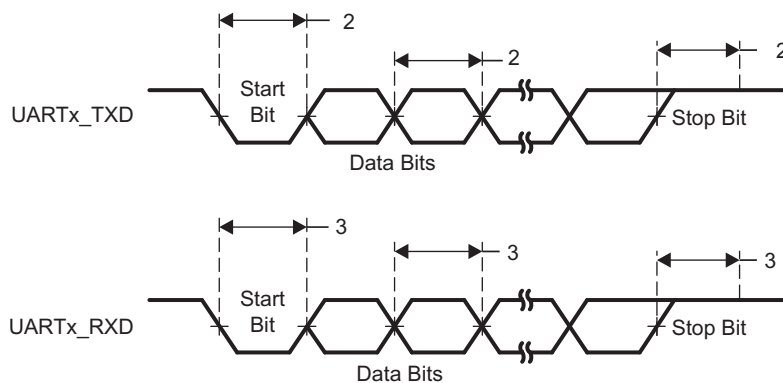 2
2
2
UARTx_TXD
Start
Bit
Stop Bit
Data Bits
3
3
3
UARTx_RXD
Start
Bit
Stop Bit
Data Bits